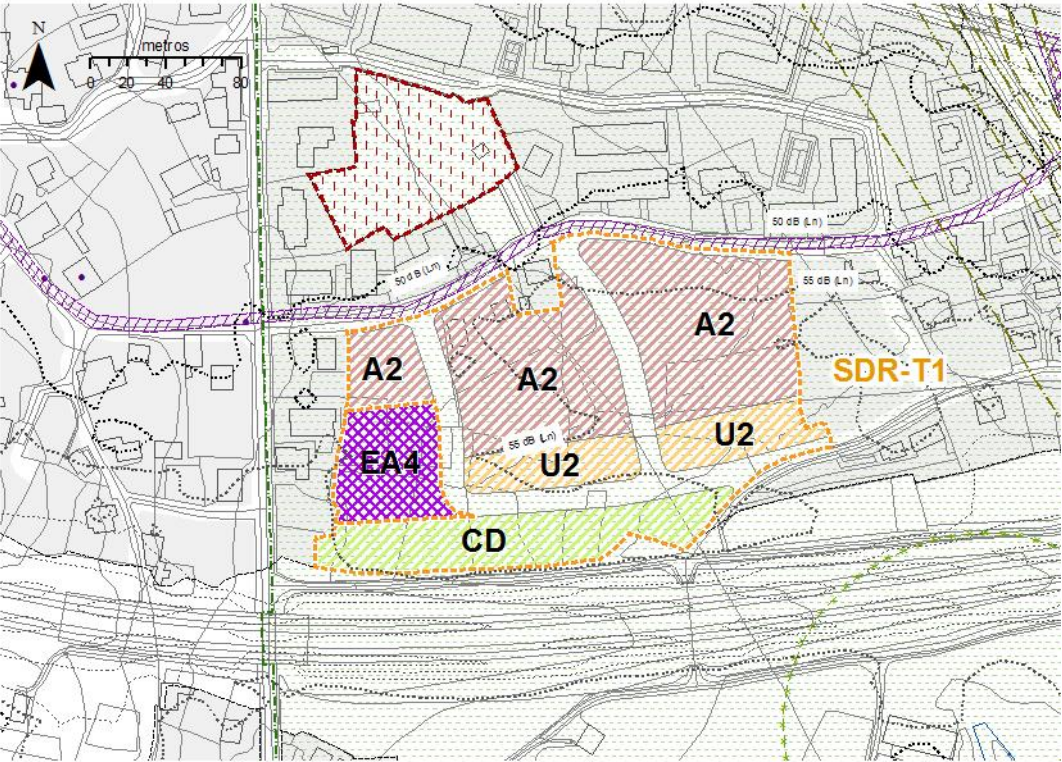 N
metros
0 20 40 80
50 dB (Ln)
50 dB (Ln)
55 dB (Ln)
A2
A2
A2
SDR-T1
55 dB (Ln)
U2
U2
EA4
CD